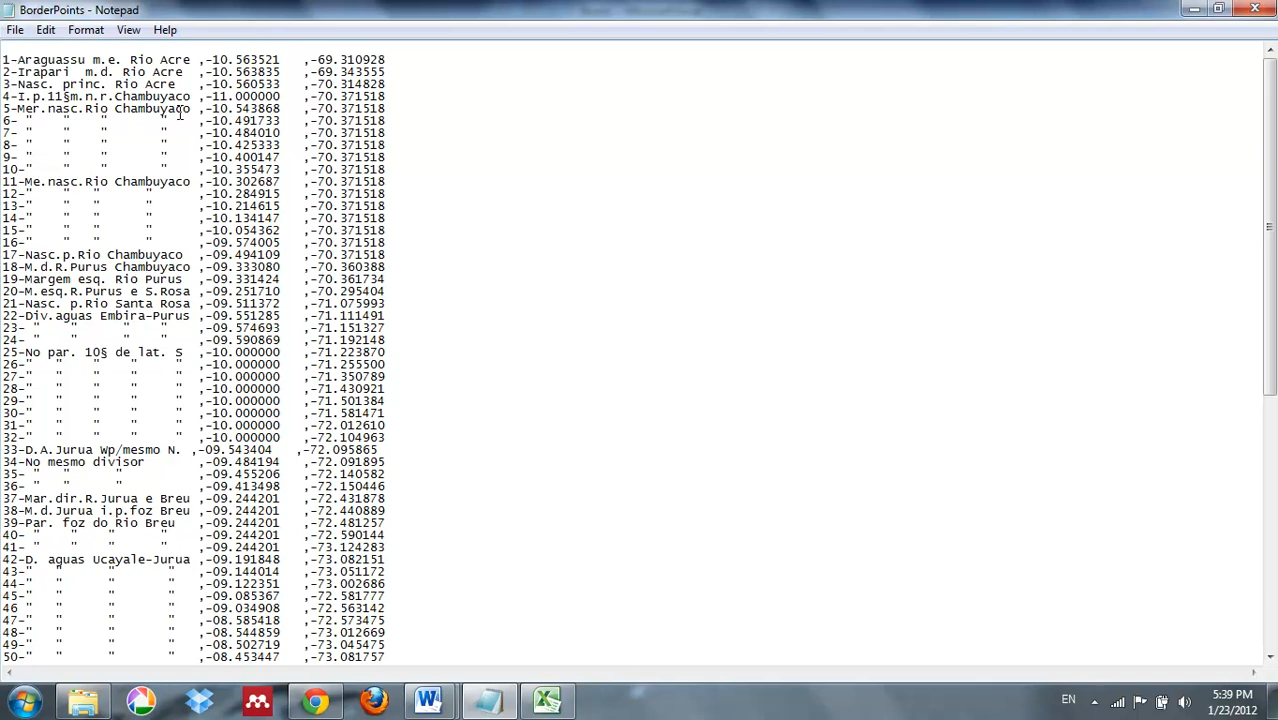 BorderPoints - Notepad
File Edit Format View Help
1-Araguassu m.e. Rio Acre ,-10.563521 ,-69.310928
2-Irapari m.d. Rio Acre ,-10.563835 ,-69.343555
3-Nasc. princ. Rio Acre ,-10.560533 ,-70.314828
4-I.p.11§m.n.r.Chambuyaco ,-11.000000 ,-70.371518
5-Mer.nasc.Rio Chambuyaco ,-10.543868 ,-70.371518
6- " " " " ,-10.491733 ,-70.371518
7- " " " " ,-10.484010 ,-70.371518
8- " " " " ,-10.425333 ,-70.371518
9- " " " " ,-10.400147 ,-70.371518
10-" " " " ,-10.355473 ,-70.371518
11-Me.nasc.Rio Chambuyaco ,-10.302687 ,-70.371518
12-" " " " ,-10.284915 ,-70.371518
13-" " " " ,-10.214615 ,-70.371518
14-" " " " ,-10.134147 ,-70.371518
15-" " " " ,-10.054362 ,-70.371518
16-" " " " ,-09.574005 ,-70.371518
17-Nasc.p.Rio Chambuyaco ,-09.494109 ,-70.371518
18-M.d.R.Purus Chambuyaco ,-09.333080 ,-70.360388
19-Margem esq. Rio Purus ,-09.331424 ,-70.361734
20-M.esq.R.Purus e S.Rosa ,-09.251710 ,-70.295404
21-Nasc. p.Rio Santa Rosa ,-09.511372 ,-71.075993
22-Div.aguas Embira-Purus ,-09.551285 ,-71.111491
23- " " " " ,-09.574693 ,-71.151327
24- " " " " ,-09.590869 ,-71.192148
25-No par. 10§ de lat. S ,-10.000000 ,-71.223870
26-" " " " " ,-10.000000 ,-71.255500
27-" " " " " ,-10.000000 ,-71.350789
28-" " " " " ,-10.000000 ,-71.430921
29-" " " " " ,-10.000000 ,-71.501384
30-" " " " " ,-10.000000 ,-71.581471
31-" " " " " ,-10.000000 ,-72.012610
32-" " " " " ,-10.000000 ,-72.104963
33-D.A.Jurua Wp/mesmo N. ,-09.543404 ,-72.095865
34-No mesmo divisor ,-09.484194 ,-72.091895
35- " " " ,-09.455206 ,-72.140582
36- " " " ,-09.413498 ,-72.150446
37-Mar.dir.R.Jurua e Breu ,-09.244201 ,-72.431878
38-M.d.Jurua i.p.foz Breu ,-09.244201 ,-72.440889
39-Par. foz do Rio Breu ,-09.244201 ,-72.481257
40- " " " " ,-09.244201 ,-72.590144
41- " " " " ,-09.244201 ,-73.124283
42-D. aguas Ucayale-Jurua ,-09.191848 ,-73.082151
43-" " " " ,-09.144014 ,-73.051172
44-" " " " ,-09.122351 ,-73.002686
45-" " " " ,-09.085367 ,-72.581777
46 " " " " ,-09.034908 ,-72.563142
47-" " " " ,-08.585418 ,-72.573475
48-" " " " ,-08.544859 ,-73.012669
49-" " " " ,-08.502719 ,-73.045475
50-" " " " ,-08.453447 ,-73.081757
EN
5:39 PM
1/23/2012